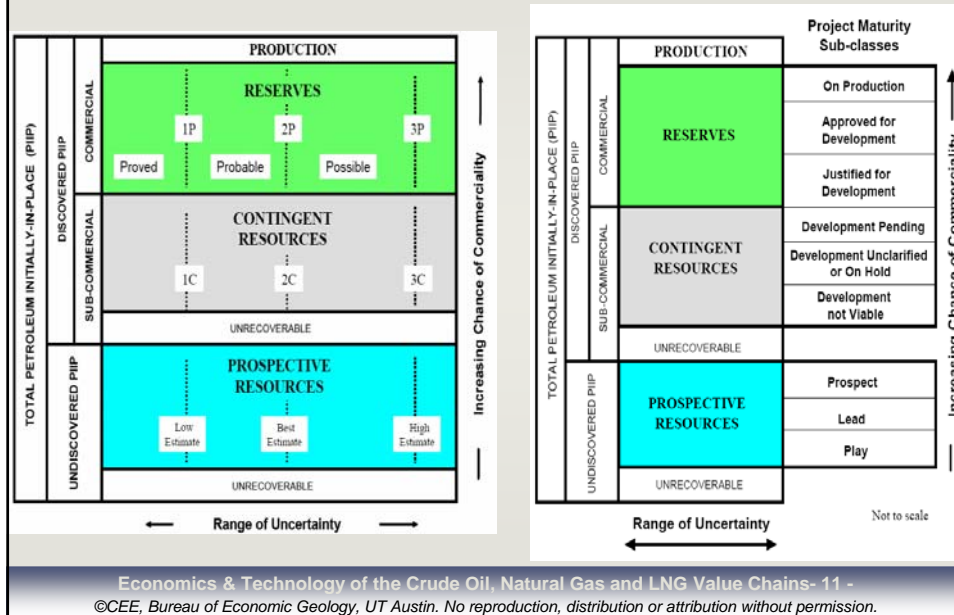 TOTAL PETROLEUM INITIALLY-IN-PLACE (PIIP)
DISCOVERED PIIP
UNDISCOVERED PIIP
COMMERCIAL
SUB-COMMERCIAL
PRODUCTION
RESERVES
1P
2P
3P
Proved
Probable
Possible
CONTINGENT
RESOURCES
1C
2C
3C
UNRECOVERABLE
PROSPECTIVE
RESOURCES
Low
Estimate
Best
Estimate
High
Estimate
UNRECOVERABLE
Range of Uncertainty
Increasing Chance of Commerciality
Project Maturity
Sub-classes
TOTAL PETROLEUM INITIALLY-IN-PLACE (PIIP)
DISCOVERED PIIP
UNDISCOVERED PIIP
COMMERCIAL
SUB-COMMERCIAL
PRODUCTION
RESERVES
On Production
Approved for
Development
Justified for
Development
CONTINGENT
RESOURCES
Development Pending
Development Unclarified
or On Hold
Development
not Viable
UNRECOVERABLE
PROSPECTIVE
RESOURCES
Prospect
Lead
Play
UNRECOVERABLE
Range of Uncertainty
Increasing Chance of Commerciality
Not to scale
Economics & Technology of the Crude Oil, Natural Gas and LNG Value Chains- 11 -
©CEE, Bureau of Economic Geology, UT Austin. No reproduction, distribution or attribution without permission.